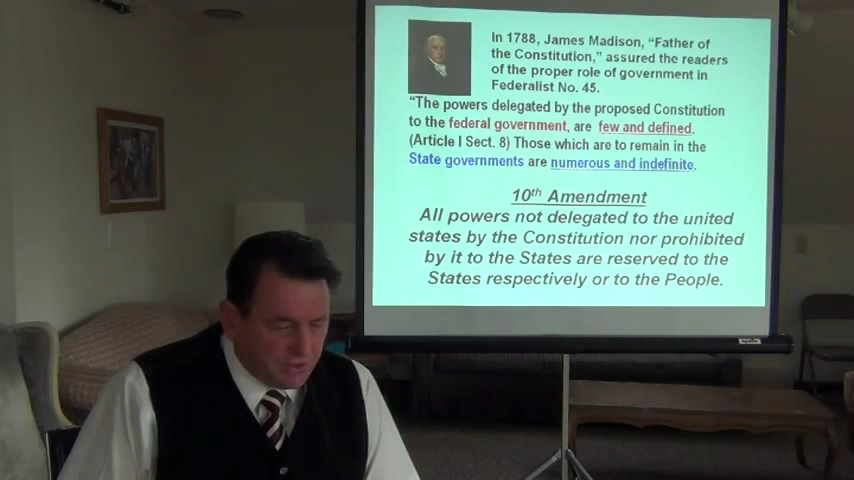 In 1788, James Madison, “Father of
the Constitution,” assured the readers
of the proper role of government in
Federalist No. 45.
“The powers delegated by the proposed Constitution
to the federal government, are few and defined.
(Article I Sect. 8) Those which are to remain in the
State governments are numerous and indefinite.
10th Amendment
All powers not delegated to the united
states by the Constitution nor prohibited
by it to the States are reserved to the
States respectively or to the People.